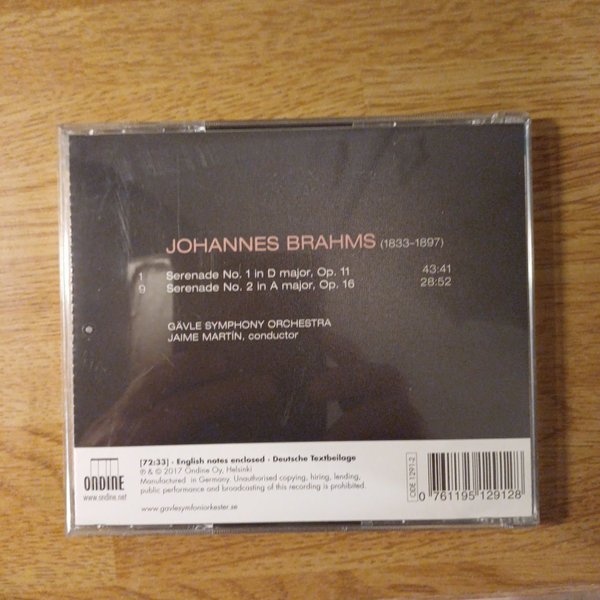 JOHANNES BRAHMS (1833–1897)
1 Serenade No. 1 in D major, Op. 11 43:41
9 Serenade No. 2 in A major, Op. 16 28:52
GÄVLE SYMPHONY ORCHESTRA
JAIME MARTÍN, conductor
ONDINE
www.ondine.net
[72:33] · English notes enclosed · Deutsche Textbeilage
℗ & © 2017 Ondine Oy, Helsinki
Manufactured in Germany. Unauthorised copying, hiring, lending,
public performance and broadcasting of this recording is prohibited.
www.gavlesymfoniorkester.se
ODE 1291-2
0 761195 129128